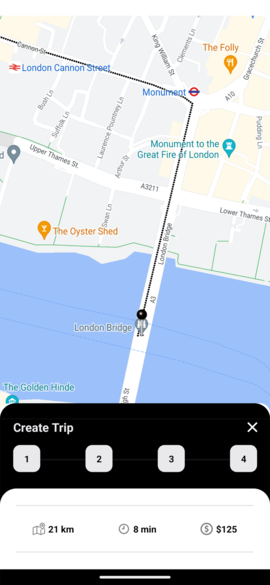 Cannon St
King William St
Clements Ln
The Folly
Gracechurch St
London Cannon Street
Bush Ln
Suffolk Ln
Laurence Pountney Ln
Monument
A10
Pudding Ln
Monument to the
Great Fire of London
d
Upper Thames St
Arthur St
A3211
Swan Ln
Lower Thames St
The Oyster Shed
London Bridge
A3
London Bridge
gh St
The Golden Hinde
Create Trip
1 2 3 4
21 km 8 min $125